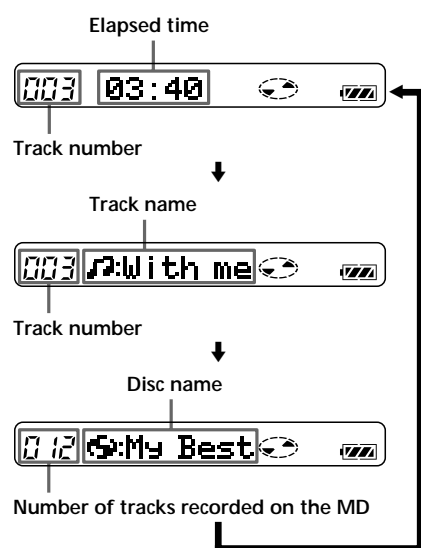 Elapsed time
003 03:40
Track number
Track name
003 :With me
Track number
Disc name
012 :My Best
Number of tracks recorded on the MD